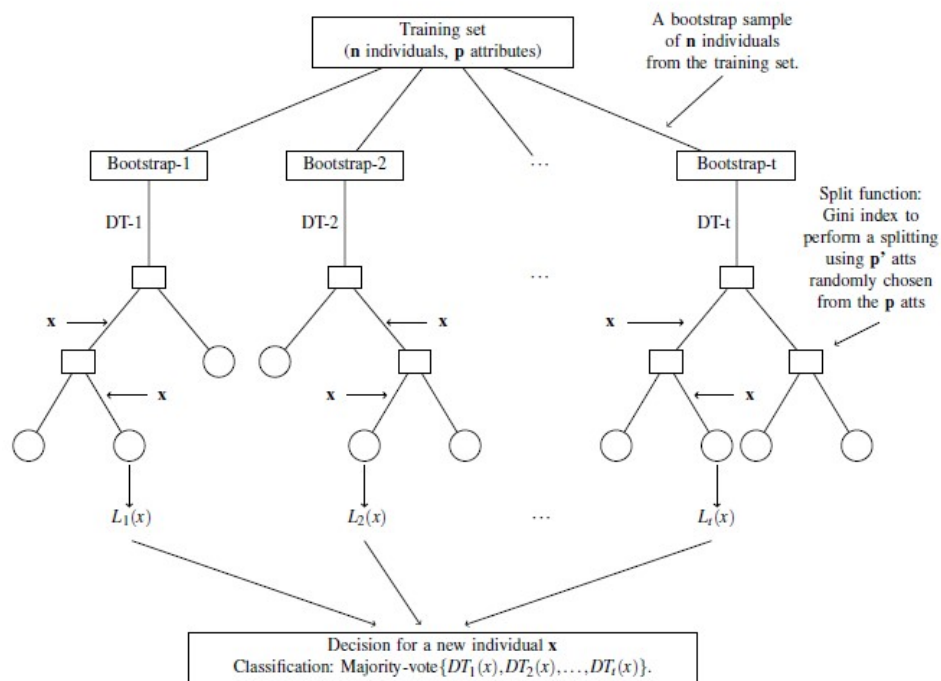 Training set
(n individuals, p attributes)
A bootstrap sample
of n individuals
from the training set.
Bootstrap-1
Bootstrap-2
...
Bootstrap-t
DT-1
DT-2
DT-t
Split function:
Gini index to
perform a splitting
using p' atts
randomly chosen
from the p atts
...
x
x
x
x
x
x
L₁(x)
L₂(x)
...
Lₜ(x)
Decision for a new individual x
Classification: Majority-vote{DT₁(x),DT₂(x),...,DTₜ(x)}.